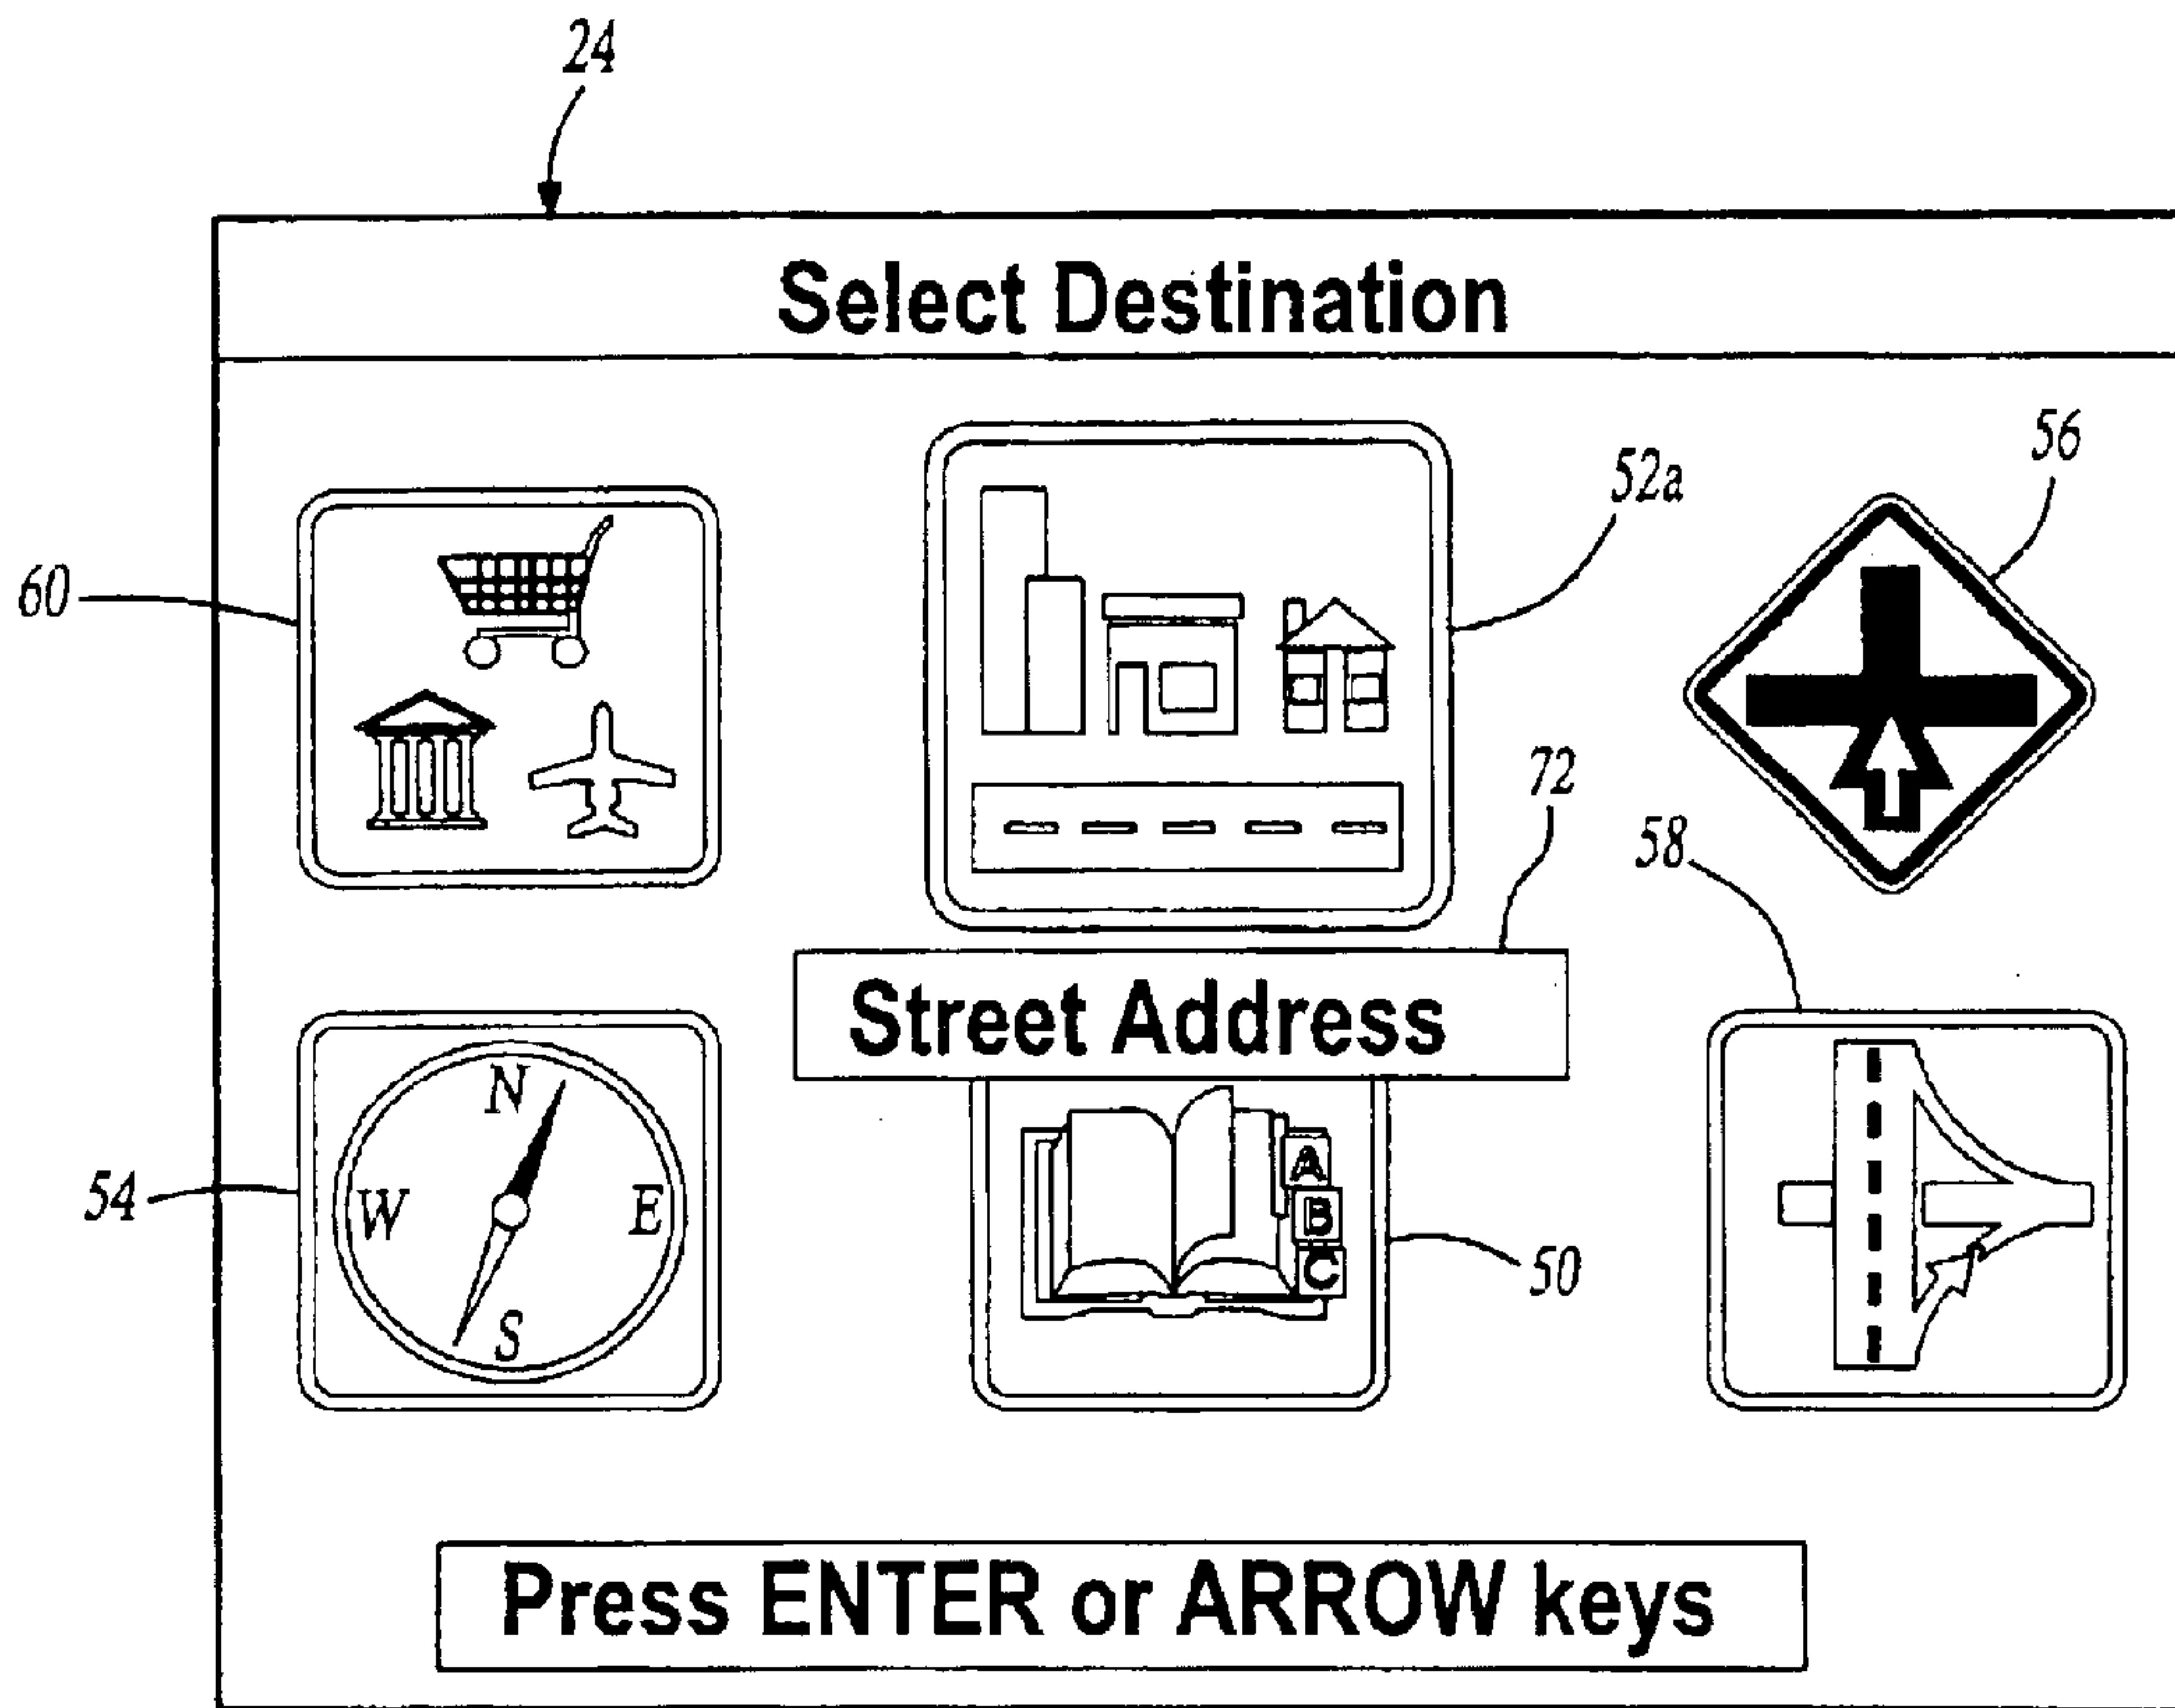 24
Select Destination
56
52a
60
72
58
Street Address
N
W E
S
54
A
B
C
50
Press ENTER or ARROW keys